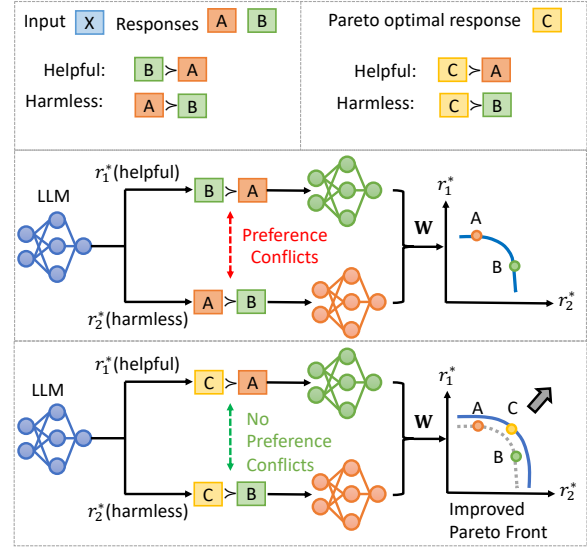 Input X Responses A B
Helpful: B ≻ A
Harmless: A ≻ B
Pareto optimal response C
Helpful: C ≻ A
Harmless: C ≻ B
LLM
r₁*(helpful)
B ≻ A
Preference
Conflicts
A ≻ B
r₂*(harmless)
W
r₁*
A
B
r₂*
LLM
r₁*(helpful)
C ≻ A
No
Preference
Conflicts
C ≻ B
r₂*(harmless)
W
r₁*
A C
B
r₂*
Improved
Pareto Front